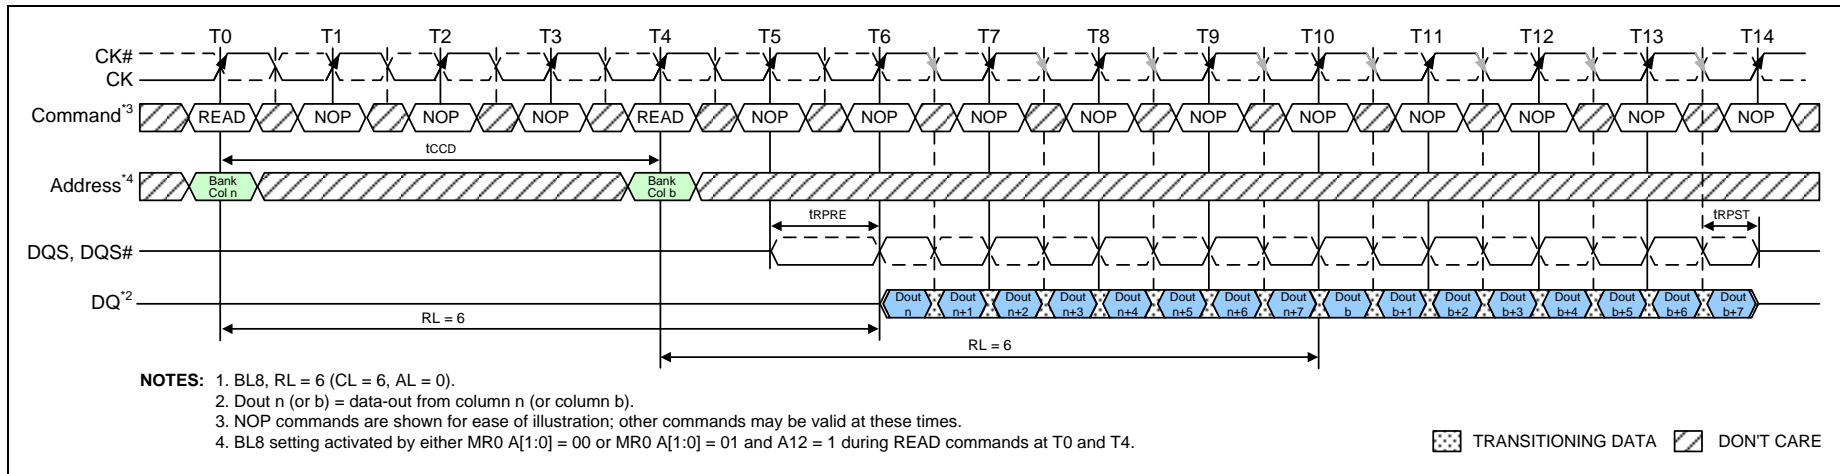 T0 T1 T2 T3 T4 T5 T6 T7 T8 T9 T10 T11 T12 T13 T14
CK#
CK
Command*3 READ NOP NOP NOP READ NOP NOP NOP NOP NOP NOP NOP NOP NOP NOP
tCCD
Address*4 Bank Col n Bank Col b
tRPRE tRPST
DQS, DQS#
DQ*2 Dout n Dout n+1 Dout n+2 Dout n+3 Dout n+4 Dout n+5 Dout n+6 Dout n+7 Dout b Dout b+1 Dout b+2 Dout b+3 Dout b+4 Dout b+5 Dout b+6 Dout b+7
RL = 6
RL = 6
NOTES: 1. BL8, RL = 6 (CL = 6, AL = 0).
2. Dout n (or b) = data-out from column n (or column b).
3. NOP commands are shown for ease of illustration; other commands may be valid at these times.
4. BL8 setting activated by either MR0 A[1:0] = 00 or MR0 A[1:0] = 01 and A12 = 1 during READ commands at T0 and T4.
TRANSITIONING DATA DON'T CARE